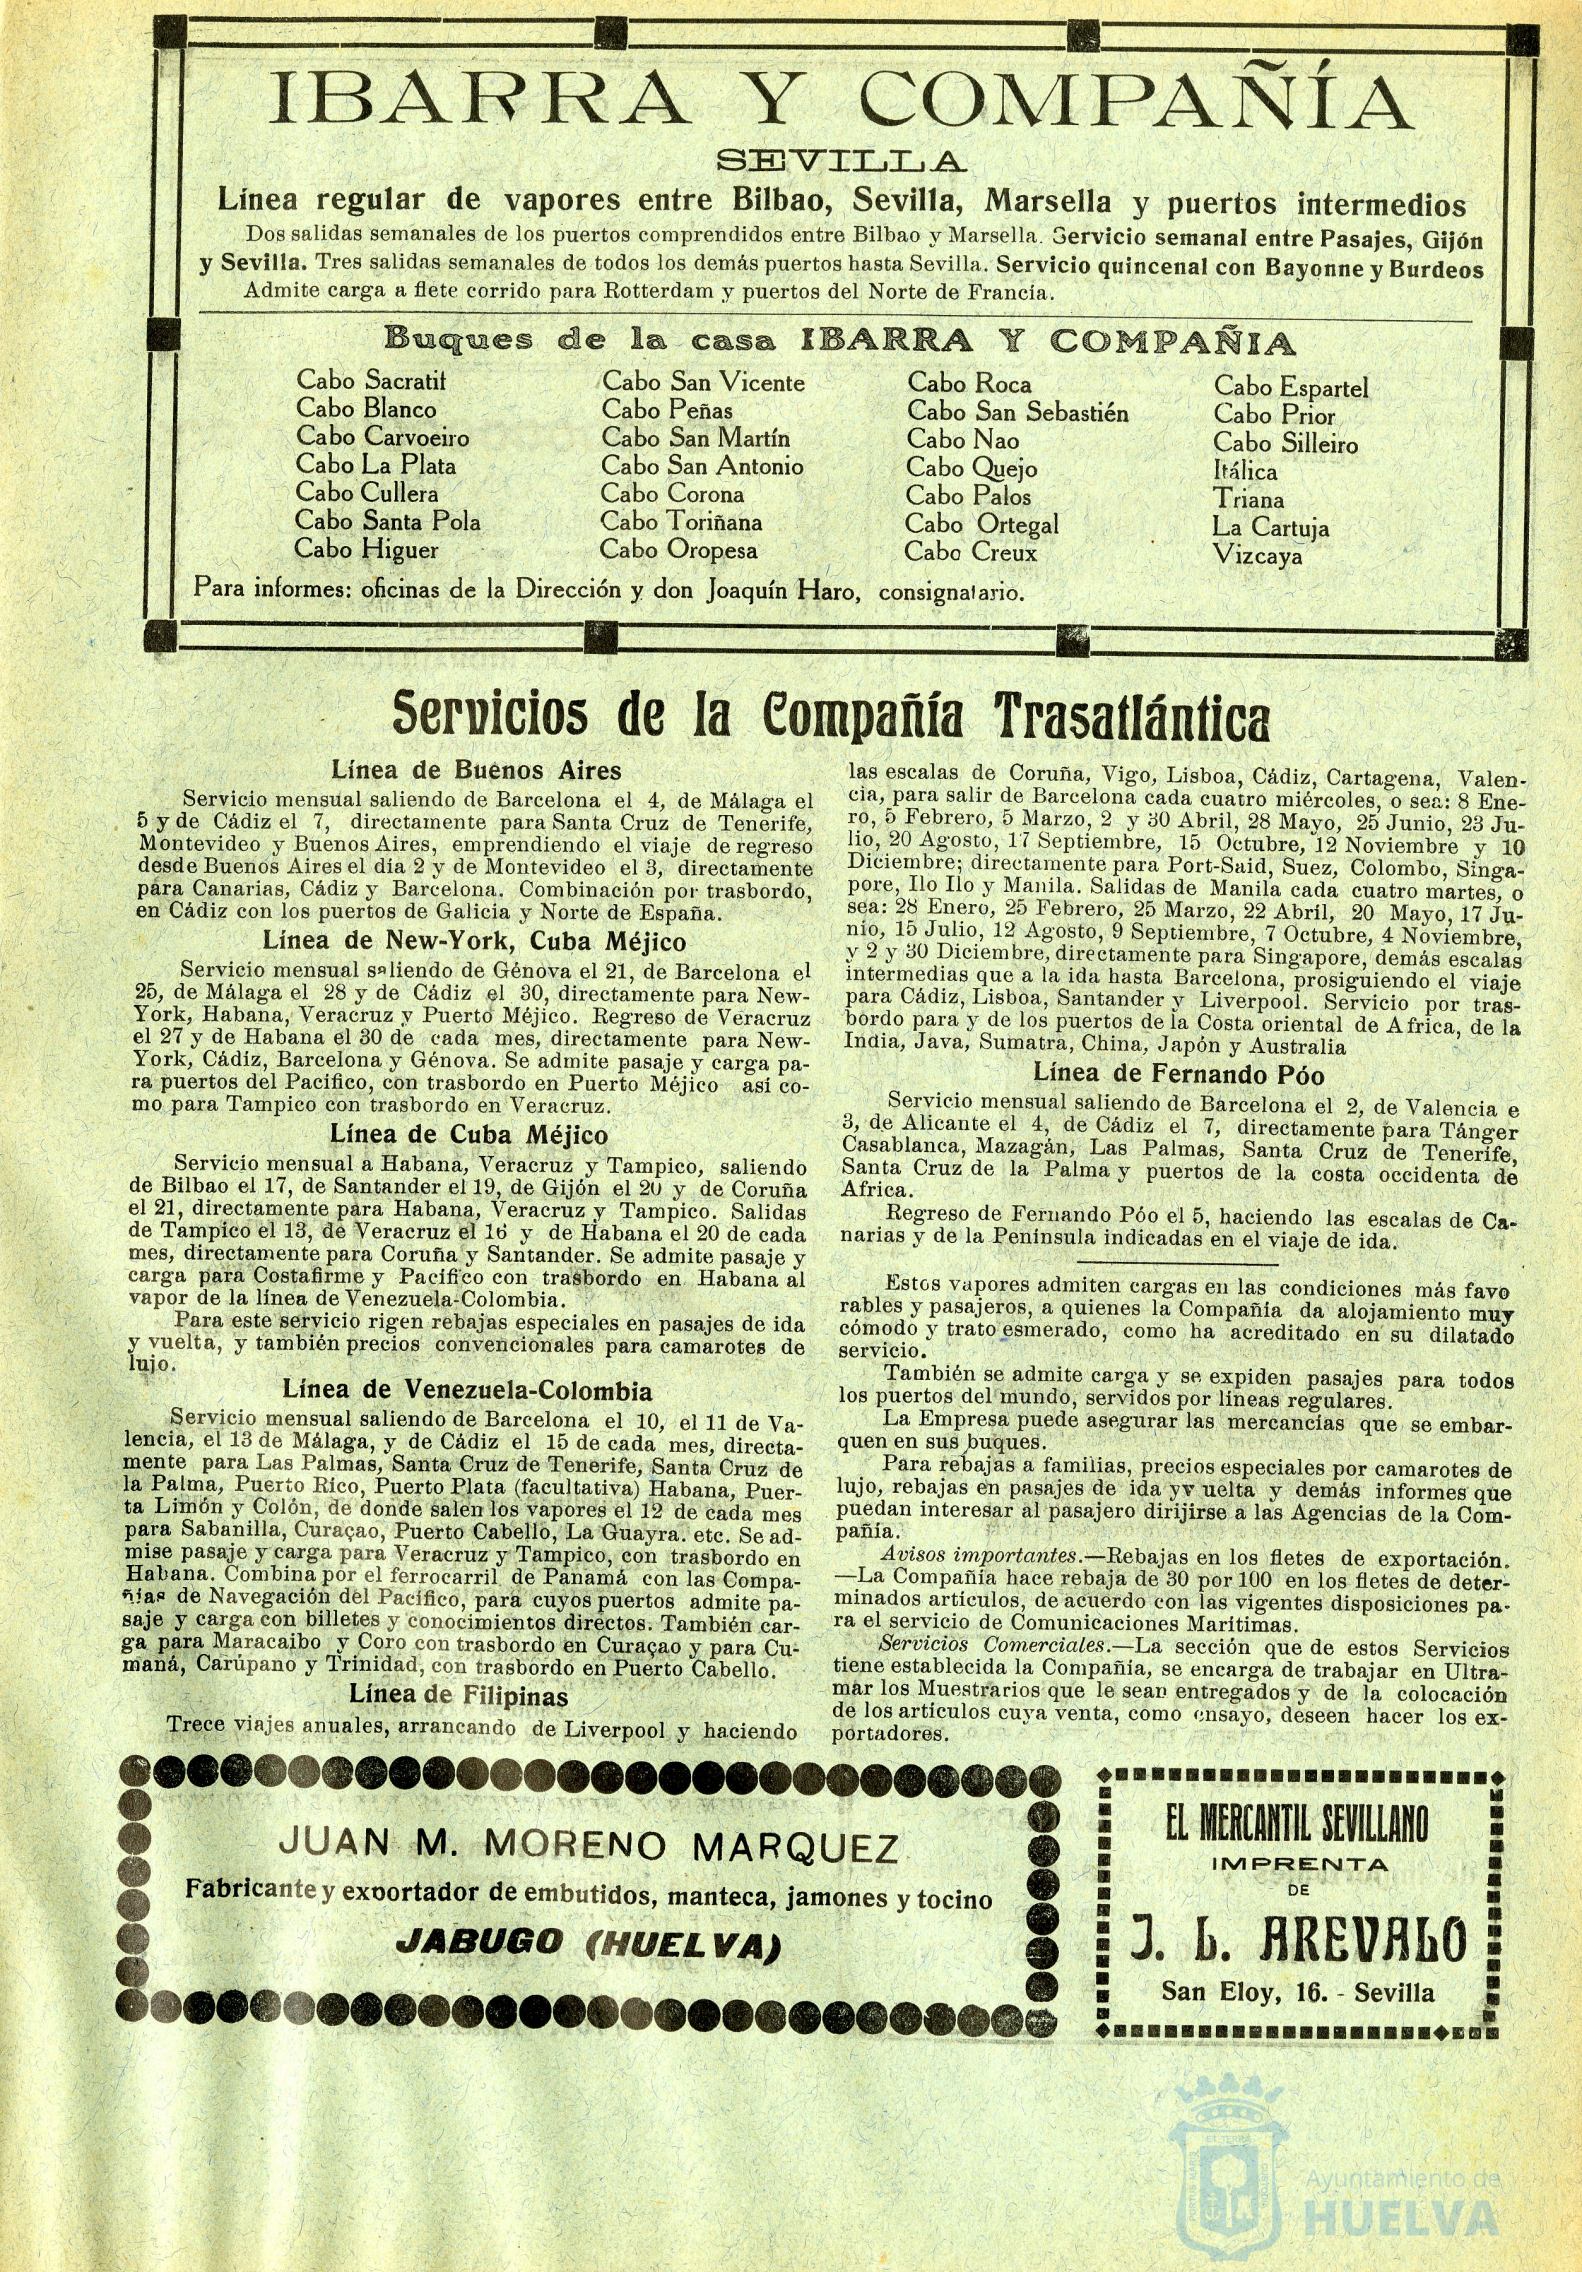 IBARRA Y COMPAÑÍA
SEVILLA
Línea regular de vapores entre Bilbao, Sevilla, Marsella y puertos intermedios
Dos salidas semanales de los puertos comprendidos entre Bilbao y Marsella. Servicio semanal entre Pasajes, Gijón
y Sevilla. Tres salidas semanales de todos los demás puertos hasta Sevilla. Servicio quincenal con Bayonne y Burdeos
Admite carga a flete corrido para Rotterdam y puertos del Norte de Francia.
Buques de la casa IBARRA Y COMPAÑIA
Cabo Sacratif
Cabo Blanco
Cabo Carvoeiro
Cabo La Plata
Cabo Cullera
Cabo Santa Pola
Cabo Higuer
Cabo San Vicente
Cabo Peñas
Cabo San Martín
Cabo San Antonio
Cabo Corona
Cabo Toriñana
Cabo Oropesa
Cabo Roca
Cabo San Sebastién
Cabo Nao
Cabo Quejo
Cabo Palos
Cabo Ortegal
Cabo Creux
Cabo Espartel
Cabo Prior
Cabo Silleiro
Itálica
Triana
La Cartuja
Vizcaya
Para informes: oficinas de la Dirección y don Joaquín Haro, consignatario.
Servicios de la Compañía Trasatlántica
Línea de Buenos Aires
Servicio mensual saliendo de Barcelona el 4, de Málaga el
5 y de Cádiz el 7, directamente para Santa Cruz de Tenerife,
Montevideo y Buenos Aires, emprendiendo el viaje de regreso
desde Buenos Aires el día 2 y de Montevideo el 3, directamente
para Canarias, Cádiz y Barcelona. Combinación por trasbordo,
en Cádiz con los puertos de Galicia y Norte de España.
Línea de New-York, Cuba Méjico
Servicio mensual saliendo de Génova el 21, de Barcelona el
25, de Málaga el 28 y de Cádiz el 30, directamente para New-
York, Habana, Veracruz y Puerto Méjico. Regreso de Veracruz
el 27 y de Habana el 30 de cada mes, directamente para New-
York, Cádiz, Barcelona y Génova. Se admite pasaje y carga pa-
ra puertos del Pacifico, con trasbordo en Puerto Méjico asi co-
mo para Tampico con trasbordo en Veracruz.
Línea de Cuba Méjico
Servicio mensual a Habana, Veracruz y Tampico, saliendo
de Bilbao el 17, de Santander el 19, de Gijón el 20 y de Coruña
el 21, directamente para Habana, Veracruz y Tampico. Salidas
de Tampico el 13, de Veracruz el 16 y de Habana el 20 de cada
mes, directamente para Coruña y Santander. Se admite pasaje y
carga para Costafirme y Pacifico con trasbordo en Habana al
vapor de la línea de Venezuela-Colombia.
Para este servicio rigen rebajas especiales en pasajes de ida
y vuelta, y también precios convencionales para camarotes de
lujo.
Línea de Venezuela-Colombia
Servicio mensual saliendo de Barcelona el 10, el 11 de Va-
lencia, el 13 de Málaga, y de Cádiz el 15 de cada mes, directa-
mente para Las Palmas, Santa Cruz de Tenerife, Santa Cruz de
la Palma, Puerto Rico, Puerto Plata (facultativa) Habana, Puer-
ta Limón y Colón, de donde salen los vapores el 12 de cada mes
para Sabanilla, Curaçao, Puerto Cabello, La Guayra. etc. Se ad-
mise pasaje y carga para Veracruz y Tampico, con trasbordo en
Habana. Combina por el ferrocarril de Panamá con las Compa-
ñias de Navegación del Pacífico, para cuyos puertos admite pa-
saje y carga con billetes y conocimientos directos. También car-
ga para Maracaibo y Coro con trasbordo en Curaçao y para Cu-
maná, Carúpano y Trinidad, con trasbordo en Puerto Cabello.
Línea de Filipinas
Trece viajes anuales, arrancando de Liverpool y haciendo
las escalas de Coruña, Vigo, Lisboa, Cádiz, Cartagena, Valen-
cia, para salir de Barcelona cada cuatro miércoles, o sea: 8 Ene-
ro, 5 Febrero, 5 Marzo, 2 y 30 Abril, 28 Mayo, 25 Junio, 23 Ju-
lio, 20 Agosto, 17 Septiembre, 15 Octubre, 12 Noviembre y 10
Diciembre; directamente para Port-Said, Suez, Colombo, Singa-
pore, Ilo Ilo y Manila. Salidas de Manila cada cuatro martes, o
sea: 28 Enero, 25 Febrero, 25 Marzo, 22 Abril, 20 Mayo, 17 Ju-
nio, 15 Julio, 12 Agosto, 9 Septiembre, 7 Octubre, 4 Noviembre,
y 2 y 30 Diciembre, directamente para Singapore, demás escalas
intermedias que a la ida hasta Barcelona, prosiguiendo el viaje
para Cádiz, Lisboa, Santander y Liverpool. Servicio por tras-
bordo para y de los puertos de la Costa oriental de Africa, de la
India, Java, Sumatra, China, Japón y Australia
Línea de Fernando Póo
Servicio mensual saliendo de Barcelona el 2, de Valencia e
3, de Alicante el 4, de Cádiz el 7, directamente para Tánger
Casablanca, Mazagán, Las Palmas, Santa Cruz de Tenerife,
Santa Cruz de la Palma y puertos de la costa occidenta de
Africa.
Regreso de Fernando Póo el 5, haciendo las escalas de Ca-
narias y de la Península indicadas en el viaje de ida.
Estos vapores admiten cargas en las condiciones más favo
rables y pasajeros, a quienes la Compañía da alojamiento muy
cómodo y trato esmerado, como ha acreditado en su dilatado
servicio.
También se admite carga y se expiden pasajes para todos
los puertos del mundo, servidos por lineas regulares.
La Empresa puede asegurar las mercancías que se embar-
quen en sus buques.
Para rebajas a familias, precios especiales por camarotes de
lujo, rebajas en pasajes de ida yv uelta y demás informes que
puedan interesar al pasajero dirijirse a las Agencias de la Com-
pañía.
Avisos importantes.—Rebajas en los fletes de exportación.
—La Compañía hace rebaja de 30 por 100 en los fletes de deter-
minados articulos, de acuerdo con las vigentes disposiciones pa-
ra el servicio de Comunicaciones Marítimas.
Servicios Comerciales.—La sección que de estos Servicios
tiene establecida la Compañía, se encarga de trabajar en Ultra-
mar los Muestrarios que le sean entregados y de la colocación
de los articulos cuya venta, como ensayo, deseen hacer los ex-
portadores.
JUAN M. MORENO MARQUEZ
Fabricante y exportador de embutidos, manteca, jamones y tocino
JABUGO (HUELVA)
EL MERCANTIL SEVILLANO
IMPRENTA
DE
J. L. AREVALO
San Eloy, 16. - Sevilla
Ayuntamiento de
HUELVA